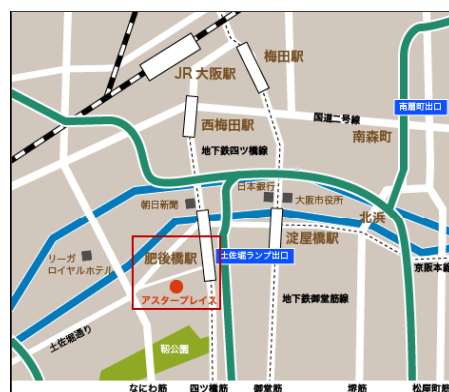 梅田駅
JR 大阪駅
南扇町出口
西梅田駅
国道二号線
南森町
地下鉄四ツ橋線
日本銀行
朝日新聞
大阪市役所
北浜
淀屋橋駅
肥後橋駅
土佐堀ランプ出口
リーガ
ロイヤルホテル
京阪本線
アスタープレイス
地下鉄御堂筋線
土佐堀通り
靭公園
なにわ筋
四ツ橋筋
御堂筋
堺筋
松屋町筋